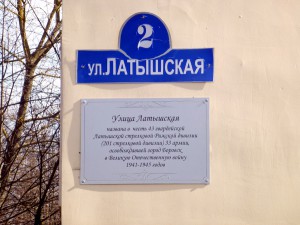 2
ул.ЛАТЫШСКАЯ
Улица Латышская
названа в честь 43 гвардейской
Латышской стрелковой Рижской дивизии
(201 стрелковой дивизии) 33 армии,
освобождавшей город Боровск
в Великую Отечественную войну
1941-1945 годов